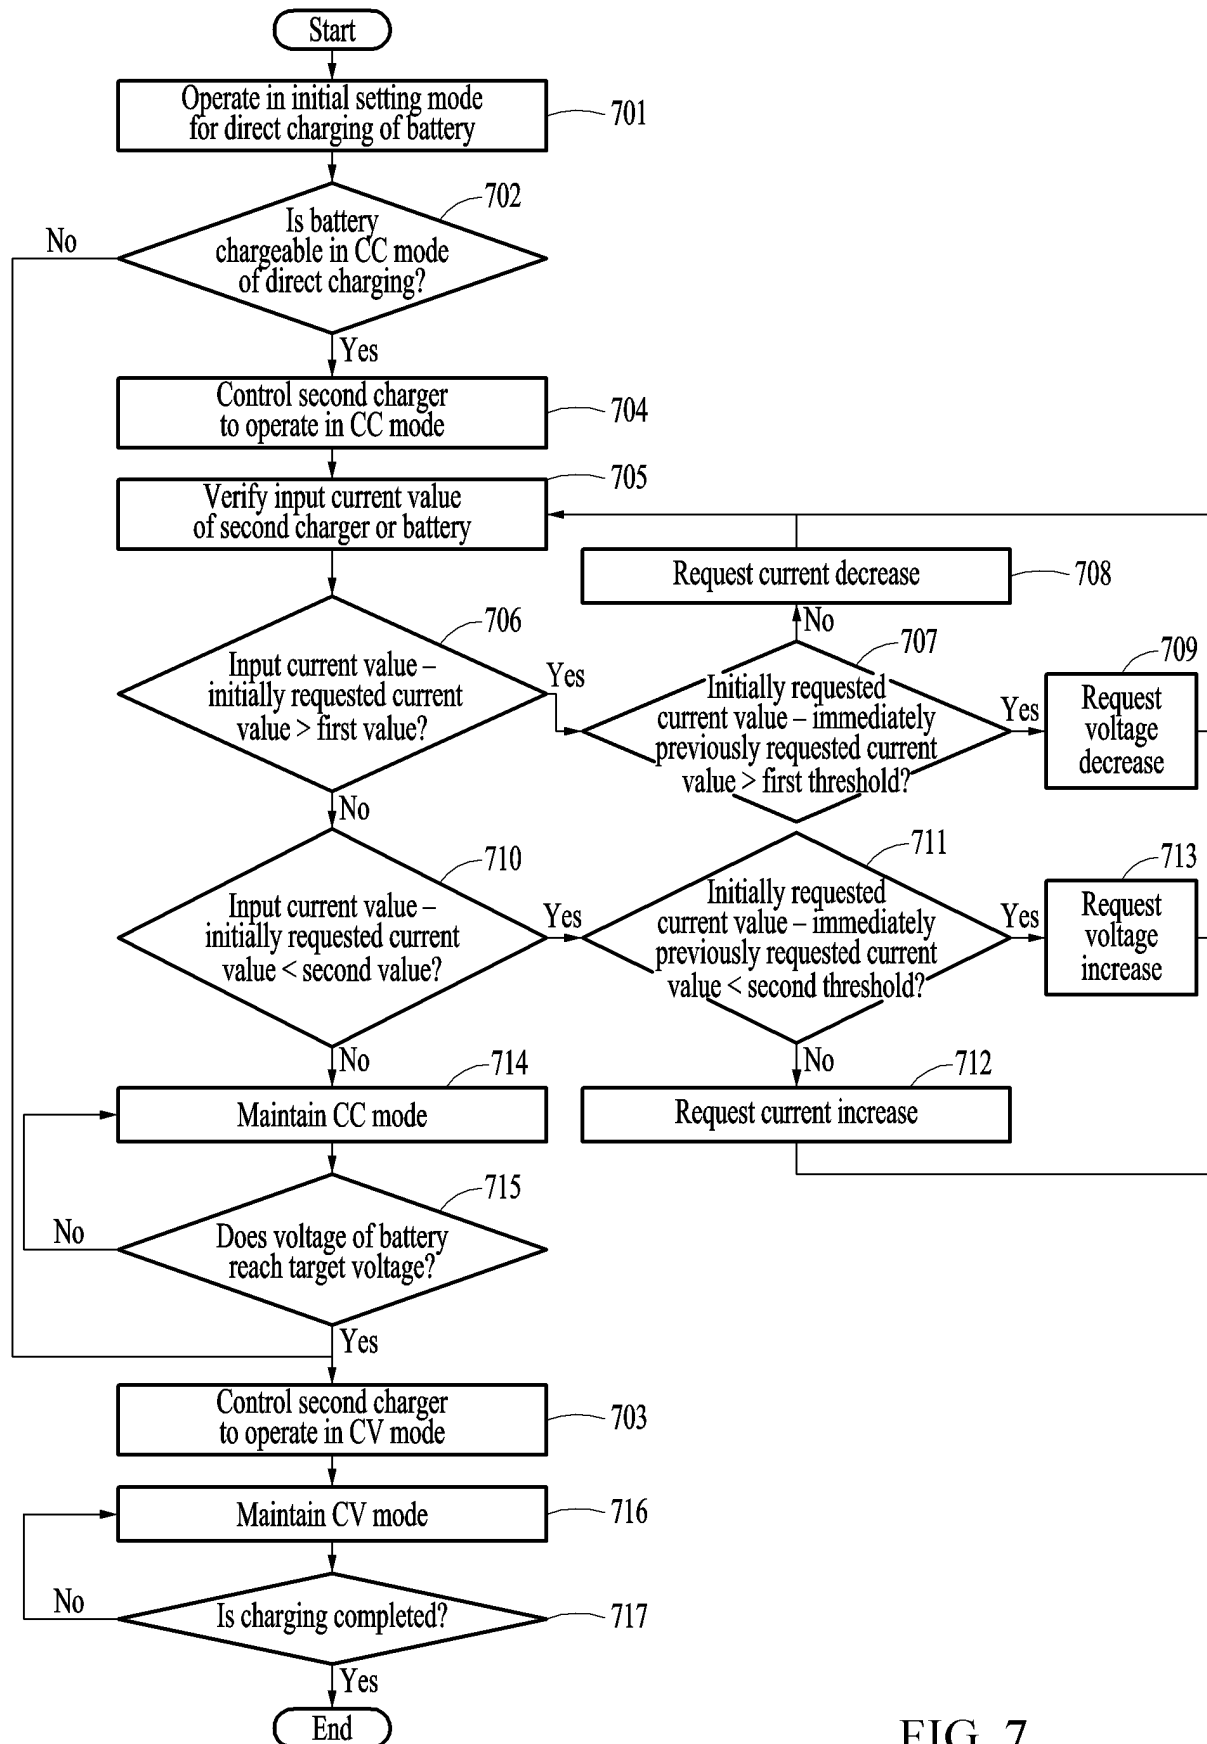 Start
Operate in initial setting mode
for direct charging of battery
701
702
Is battery
chargeable in CC mode
of direct charging?
No
Yes
Control second charger
to operate in CC mode
704
705
Verify input current value
of second charger or battery
Request current decrease
708
No
706
Input current value –
initially requested current
value > first value?
Yes
707
Initially requested
current value – immediately
previously requested current
value > first threshold?
Yes
709
Request
voltage
decrease
No
710
Input current value –
initially requested current
value < second value?
Yes
711
Initially requested
current value – immediately
previously requested current
value < second threshold?
Yes
713
Request
voltage
increase
No
714
Maintain CC mode
No
712
Request current increase
715
Does voltage of battery
reach target voltage?
No
Yes
Control second charger
to operate in CV mode
703
Maintain CV mode
716
Is charging completed?
717
No
Yes
End
FIG. 7